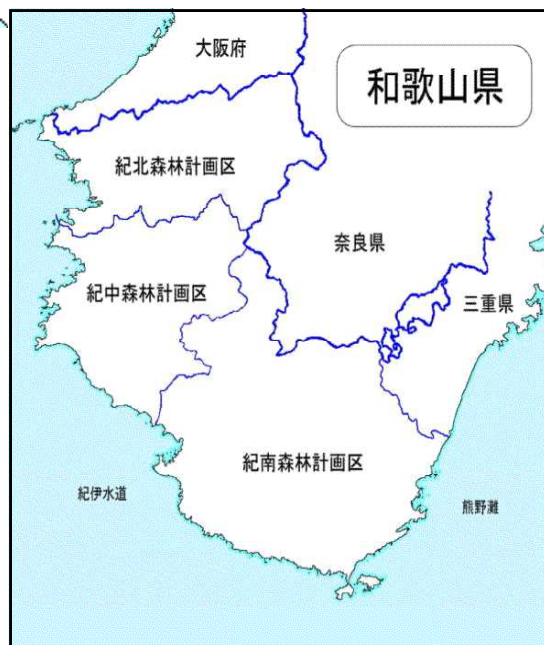 大阪府
和歌山県
紀北森林計画区
奈良県
紀中森林計画区
三重県
紀南森林計画区
紀伊水道
熊野灘